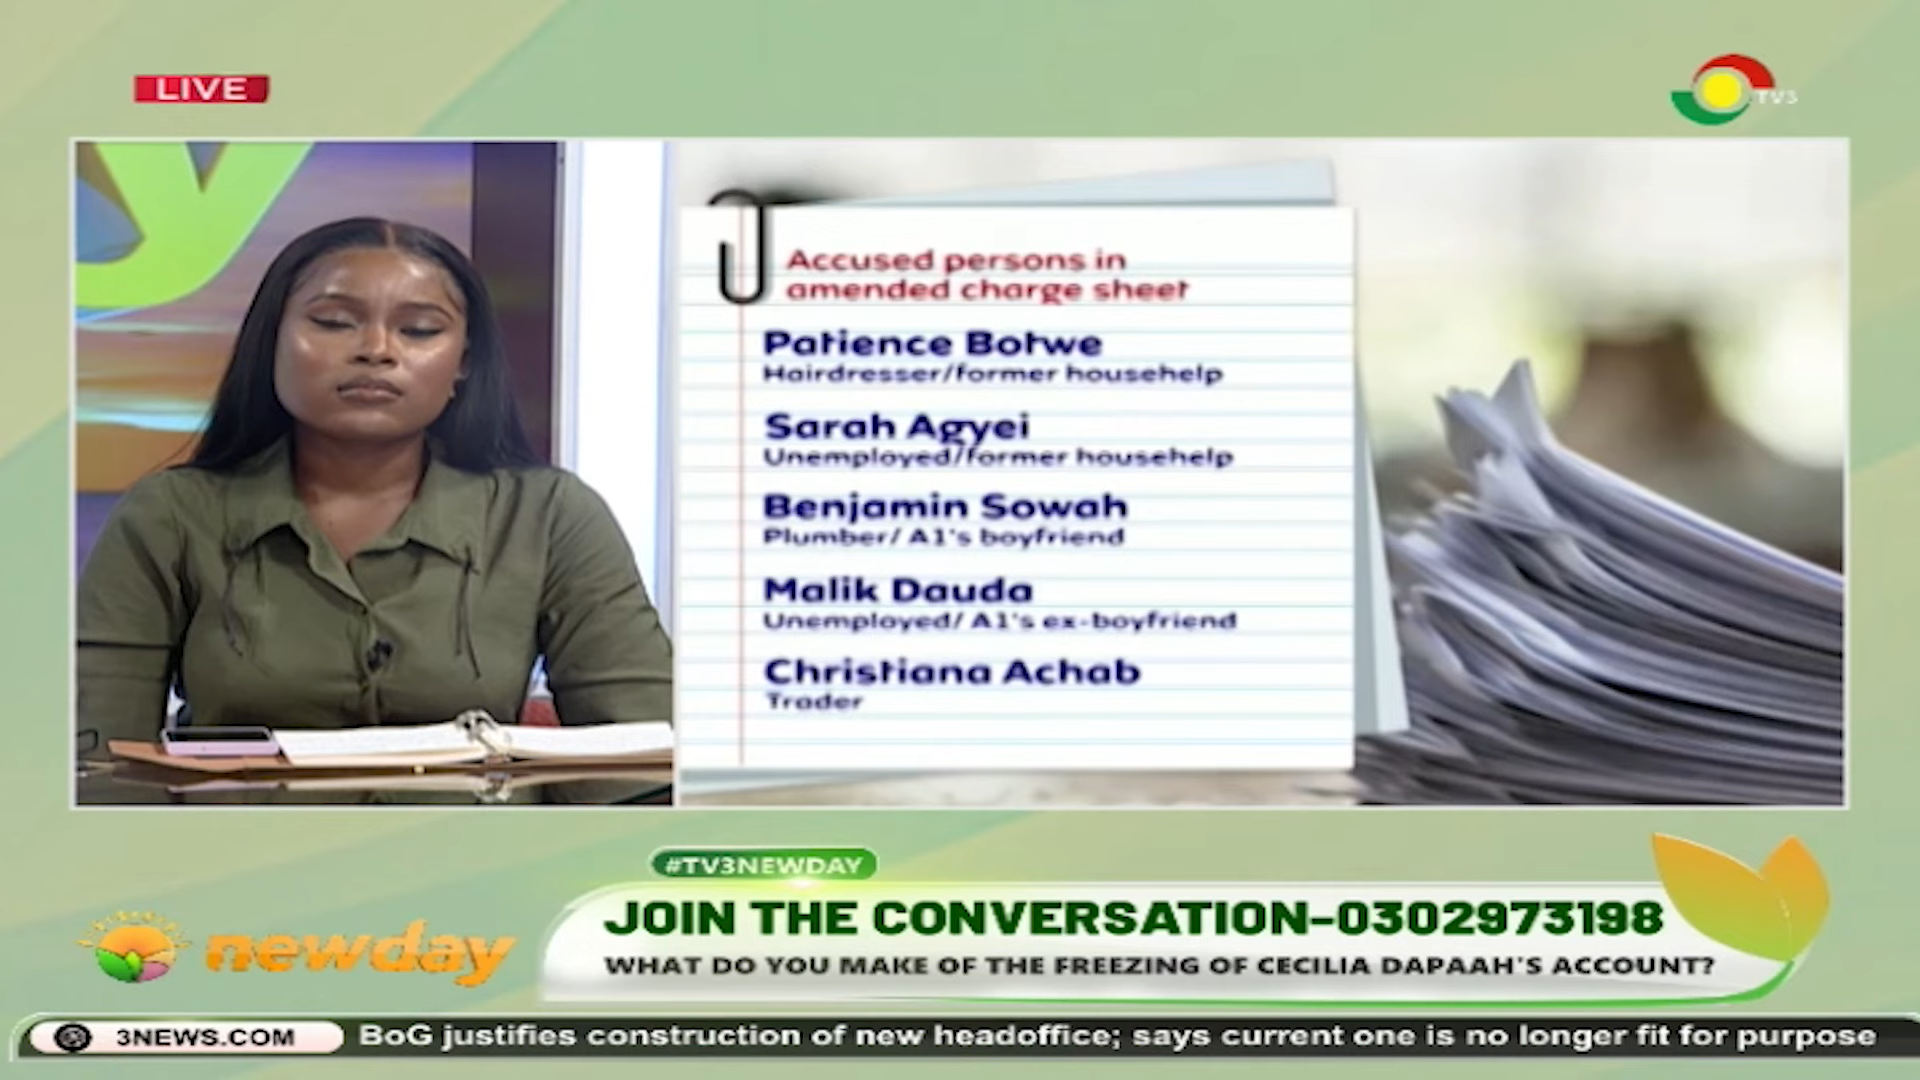 LIVE
TV3
y
Accused persons in
amended charge sheet
Patience Botwe
Hairdresser/former househelp
Sarah Agyei
Unemployed/former househelp
Benjamin Sowah
Plumber/ A1's boyfriend
Malik Dauda
Unemployed/ A1's ex-boyfriend
Christiana Achab
Trader
#TV3NEWDAY
newday
JOIN THE CONVERSATION-0302973198
WHAT DO YOU MAKE OF THE FREEZING OF CECILIA DAPAAH'S ACCOUNT?
3NEWS.COM
BoG justifies construction of new headoffice; says current one is no longer fit for purpose